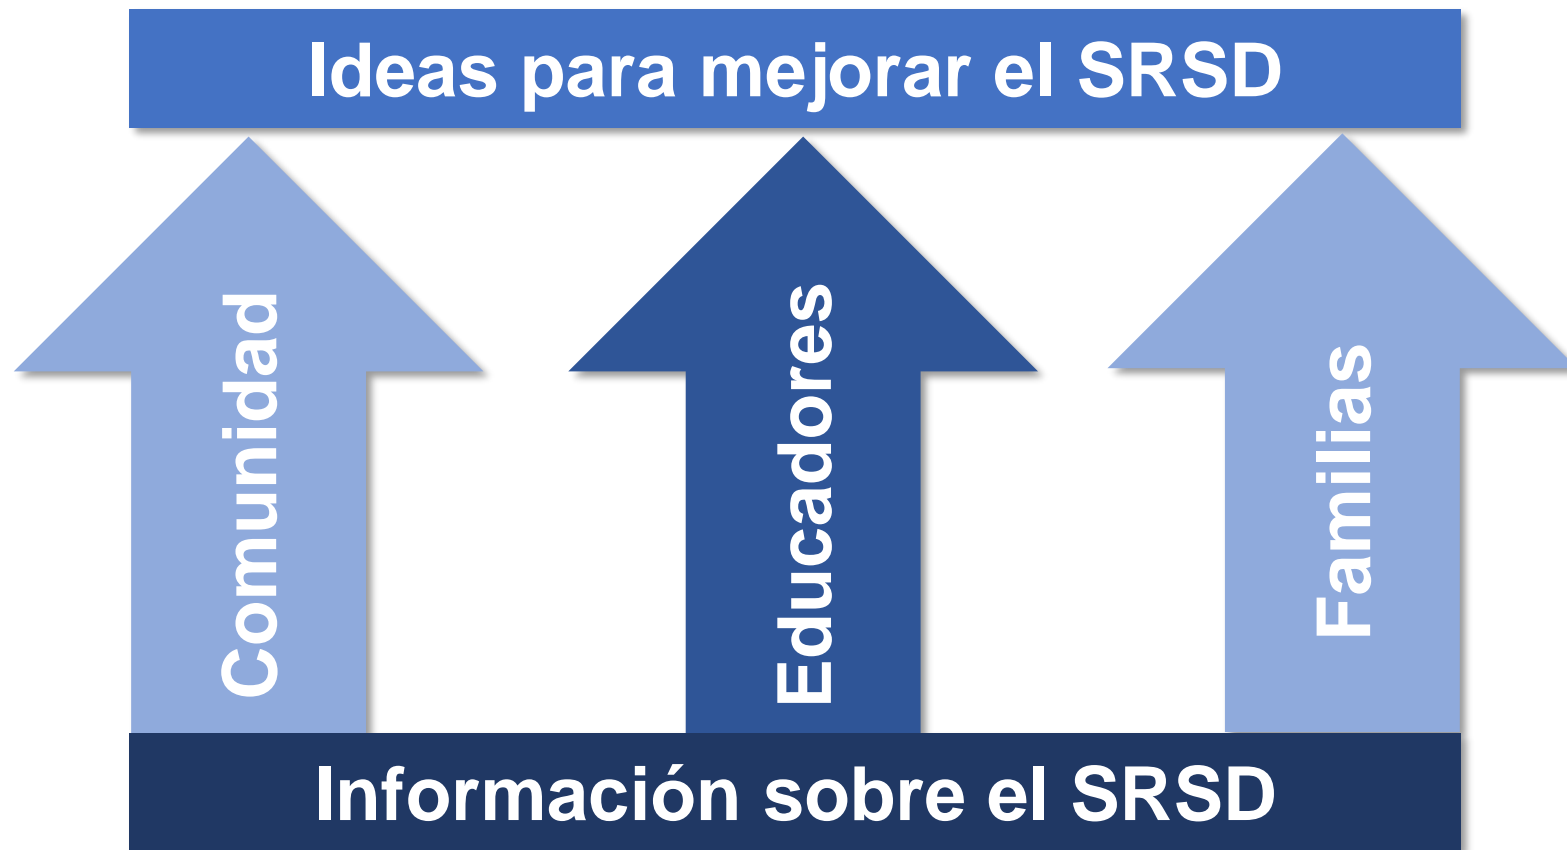 Ideas para mejorar el SRSD
Comunidad
Educadores
Familias
Información sobre el SRSD